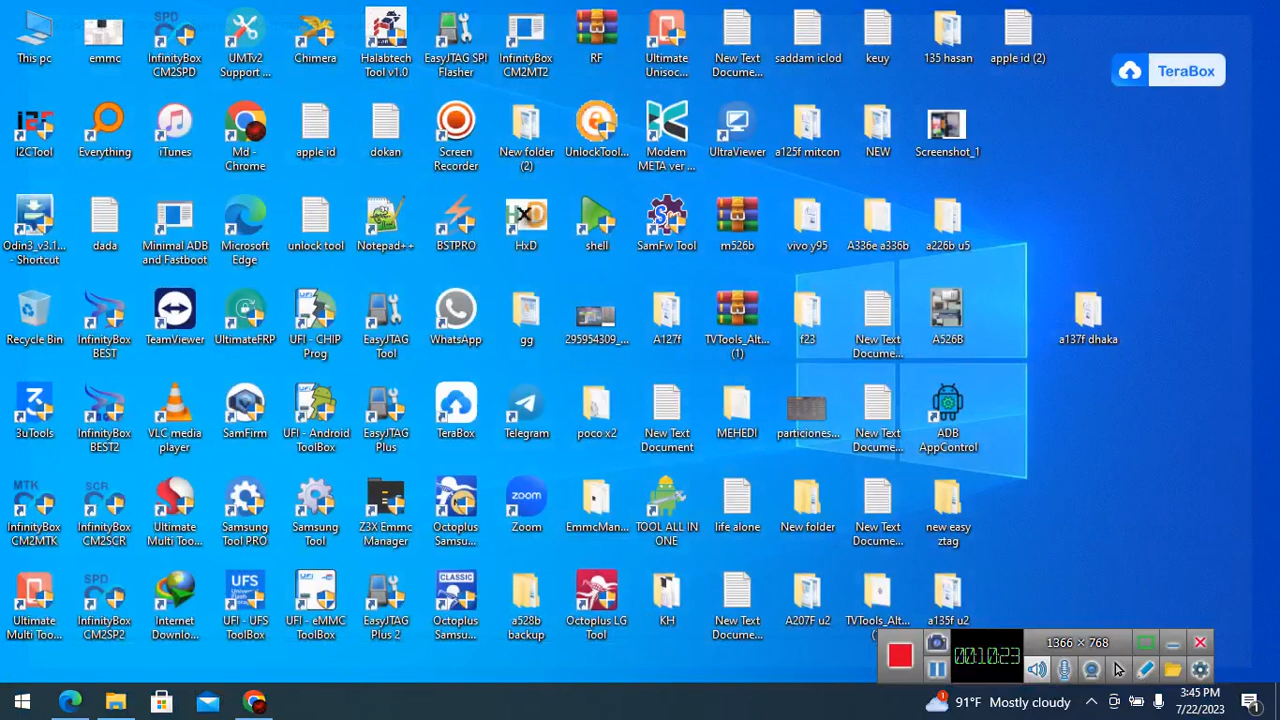 This pc
emmc
SPD
InfinityBox
CM2SPD
UMTv2
Support ...
Chimera
Halabtech
Tool v1.0
EasyJTAG SPI
Flasher
InfinityBox
CM2MT2
RF
Ultimate
Unisoc...
New Text
Docume...
saddam iclod
keuy
135 hasan
apple id (2)
TeraBox
I2CTool
Everything
iTunes
Md -
Chrome
apple id
dokan
Screen
Recorder
New folder
(2)
UnlockTool...
Modem
META ver ...
UltraViewer
a125f mitcon
NEW
Screenshot_1
Odin3_v3.1...
- Shortcut
dada
Minimal ADB
and Fastboot
Microsoft
Edge
unlock tool
Notepad++
BSTPRO
HxD
HxD
shell
SamFw Tool
m526b
vivo y95
A336e a336b
a226b u5
Recycle Bin
InfinityBox
BEST
TeamViewer
UltimateFRP
UFI
UFI - CHIP
Prog
EasyJTAG
Tool
WhatsApp
gg
295954309_...
A127f
TVTools_Alt...
(1)
f23
New Text
Docume...
A526B
a137f dhaka
3uTools
InfinityBox
BEST2
VLC media
player
SamFirm
UFI
UFI - Android
ToolBox
EasyJTAG
Plus
TeraBox
Telegram
poco x2
New Text
Document
MEHEDI
particiones...
New Text
Docume...
ADB
AppControl
MTK
InfinityBox
CM2MTK
SCR
InfinityBox
CM2SCR
Ultimate
Multi Too...
Samsung
Tool PRO
Samsung
Tool
Z3X Emmc
Manager
Octoplus
Samsu...
zoom
Zoom
EmmcMan...
TOOL ALL IN
ONE
life alone
New folder
New Text
Docume...
new easy
ztag
Ultimate
Multi Too...
SPD
InfinityBox
CM2SP2
Internet
Downlo...
UFS
UFI - UFS
ToolBox
UFI
UFI - eMMC
ToolBox
EasyJTAG
Plus 2
CLASSIC
Octoplus
Samsu...
a528b
backup
Octoplus LG
Tool
KH
New Text
Docume...
A207F u2
TVTools_Alt...
a135f u2
00:10:23
1366 × 768
1
91°F Mostly cloudy
3:45 PM
7/22/2023
1